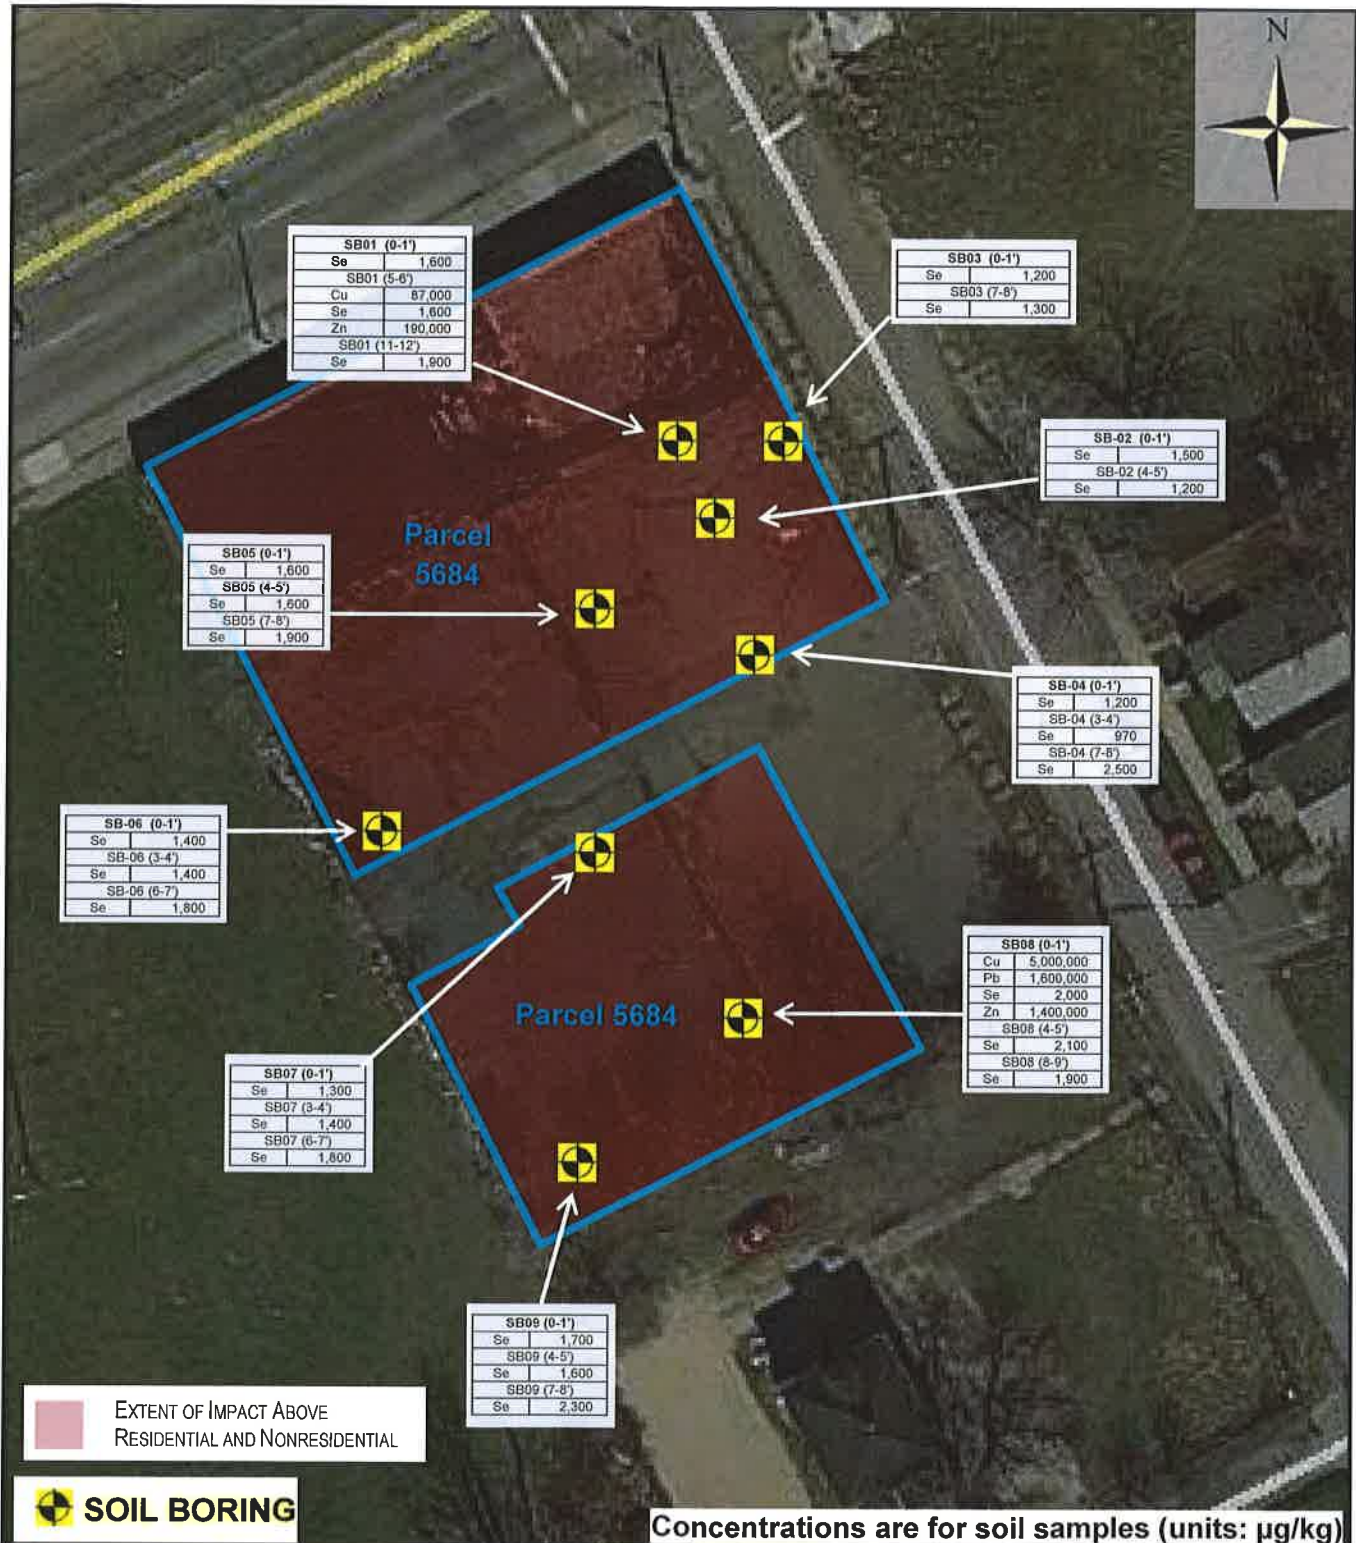 N
SB01 (0-1')
Se 1,600
SB01 (5-6')
Cu 87,000
Se 1,600
Zn 190,000
SB01 (11-12')
Se 1,900
SB03 (0-1')
Se 1,200
SB03 (7-8')
Se 1,300
SB-02 (0-1')
Se 1,500
SB-02 (4-5')
Se 1,200
Parcel
5684
SB05 (0-1')
Se 1,600
SB05 (4-5')
Se 1,600
SB05 (7-8')
Se 1,900
SB-04 (0-1')
Se 1,200
SB-04 (3-4')
Se 970
SB-04 (7-8')
Se 2,500
SB-06 (0-1')
Se 1,400
SB-06 (3-4')
Se 1,400
SB-06 (6-7')
Se 1,800
SB08 (0-1')
Cu 5,000,000
Pb 1,600,000
Se 2,000
Zn 1,400,000
SB08 (4-5')
Se 2,100
SB08 (8-9')
Se 1,900
Parcel 5684
SB07 (0-1')
Se 1,300
SB07 (3-4')
Se 1,400
SB07 (6-7')
Se 1,800
SB09 (0-1')
Se 1,700
SB09 (4-5')
Se 1,600
SB09 (7-8')
Se 2,300
EXTENT OF IMPACT ABOVE
RESIDENTIAL AND NONRESIDENTIAL
SOIL BORING
Concentrations are for soil samples (units: µg/kg)